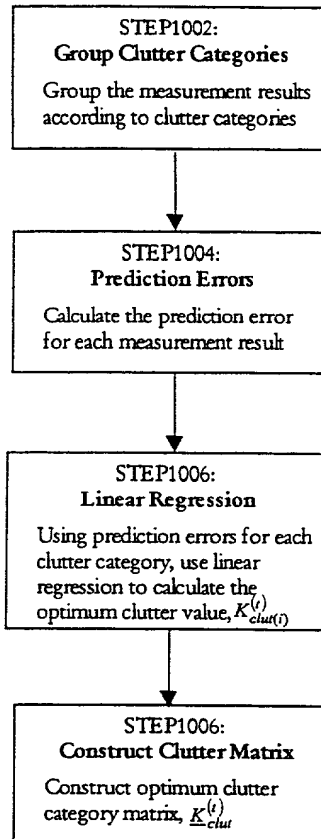 STEP1002:
Group Clutter Categories
Group the measurement results
according to clutter categories
STEP1004:
Prediction Errors
Calculate the prediction error
for each measurement result
STEP1006:
Linear Regression
Using prediction errors for each
clutter category, use linear
regression to calculate the
optimum clutter value, K_{clut(i)}^{(t)}
STEP1006:
Construct Clutter Matrix
Construct optimum clutter
category matrix, \underline{K}_{clut}^{(t)}